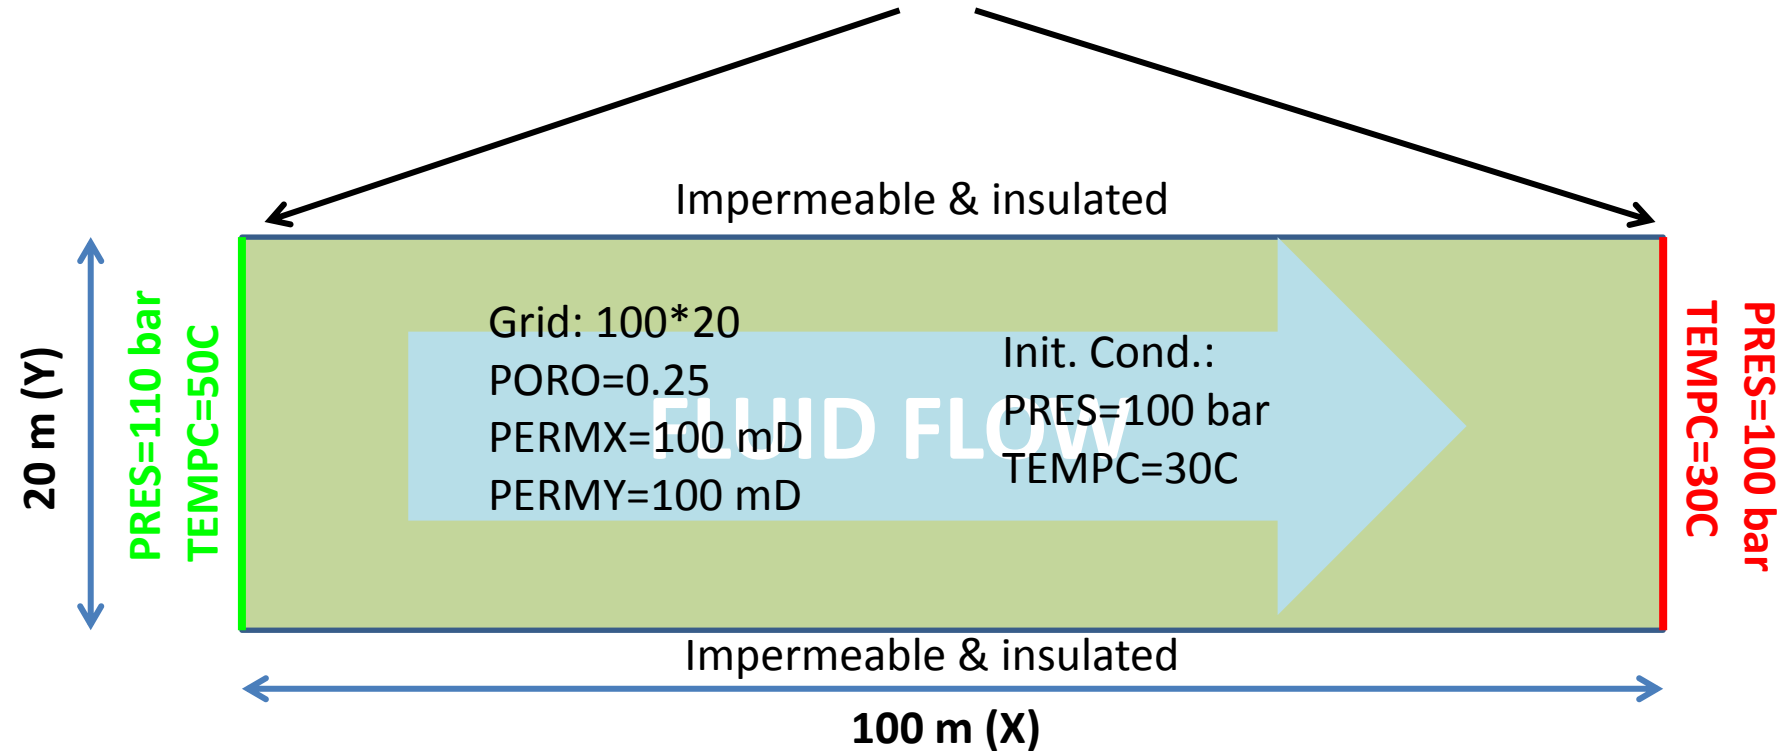 Impermeable & insulated
20 m (Y)
PRES=110 bar
TEMPC=50C
Grid: 100*20
PORO=0.25
PERMX=100 mD
PERMY=100 mD
FLUID FLOW
Init. Cond.:
PRES=100 bar
TEMPC=30C
PRES=100 bar
TEMPC=30C
Impermeable & insulated
100 m (X)